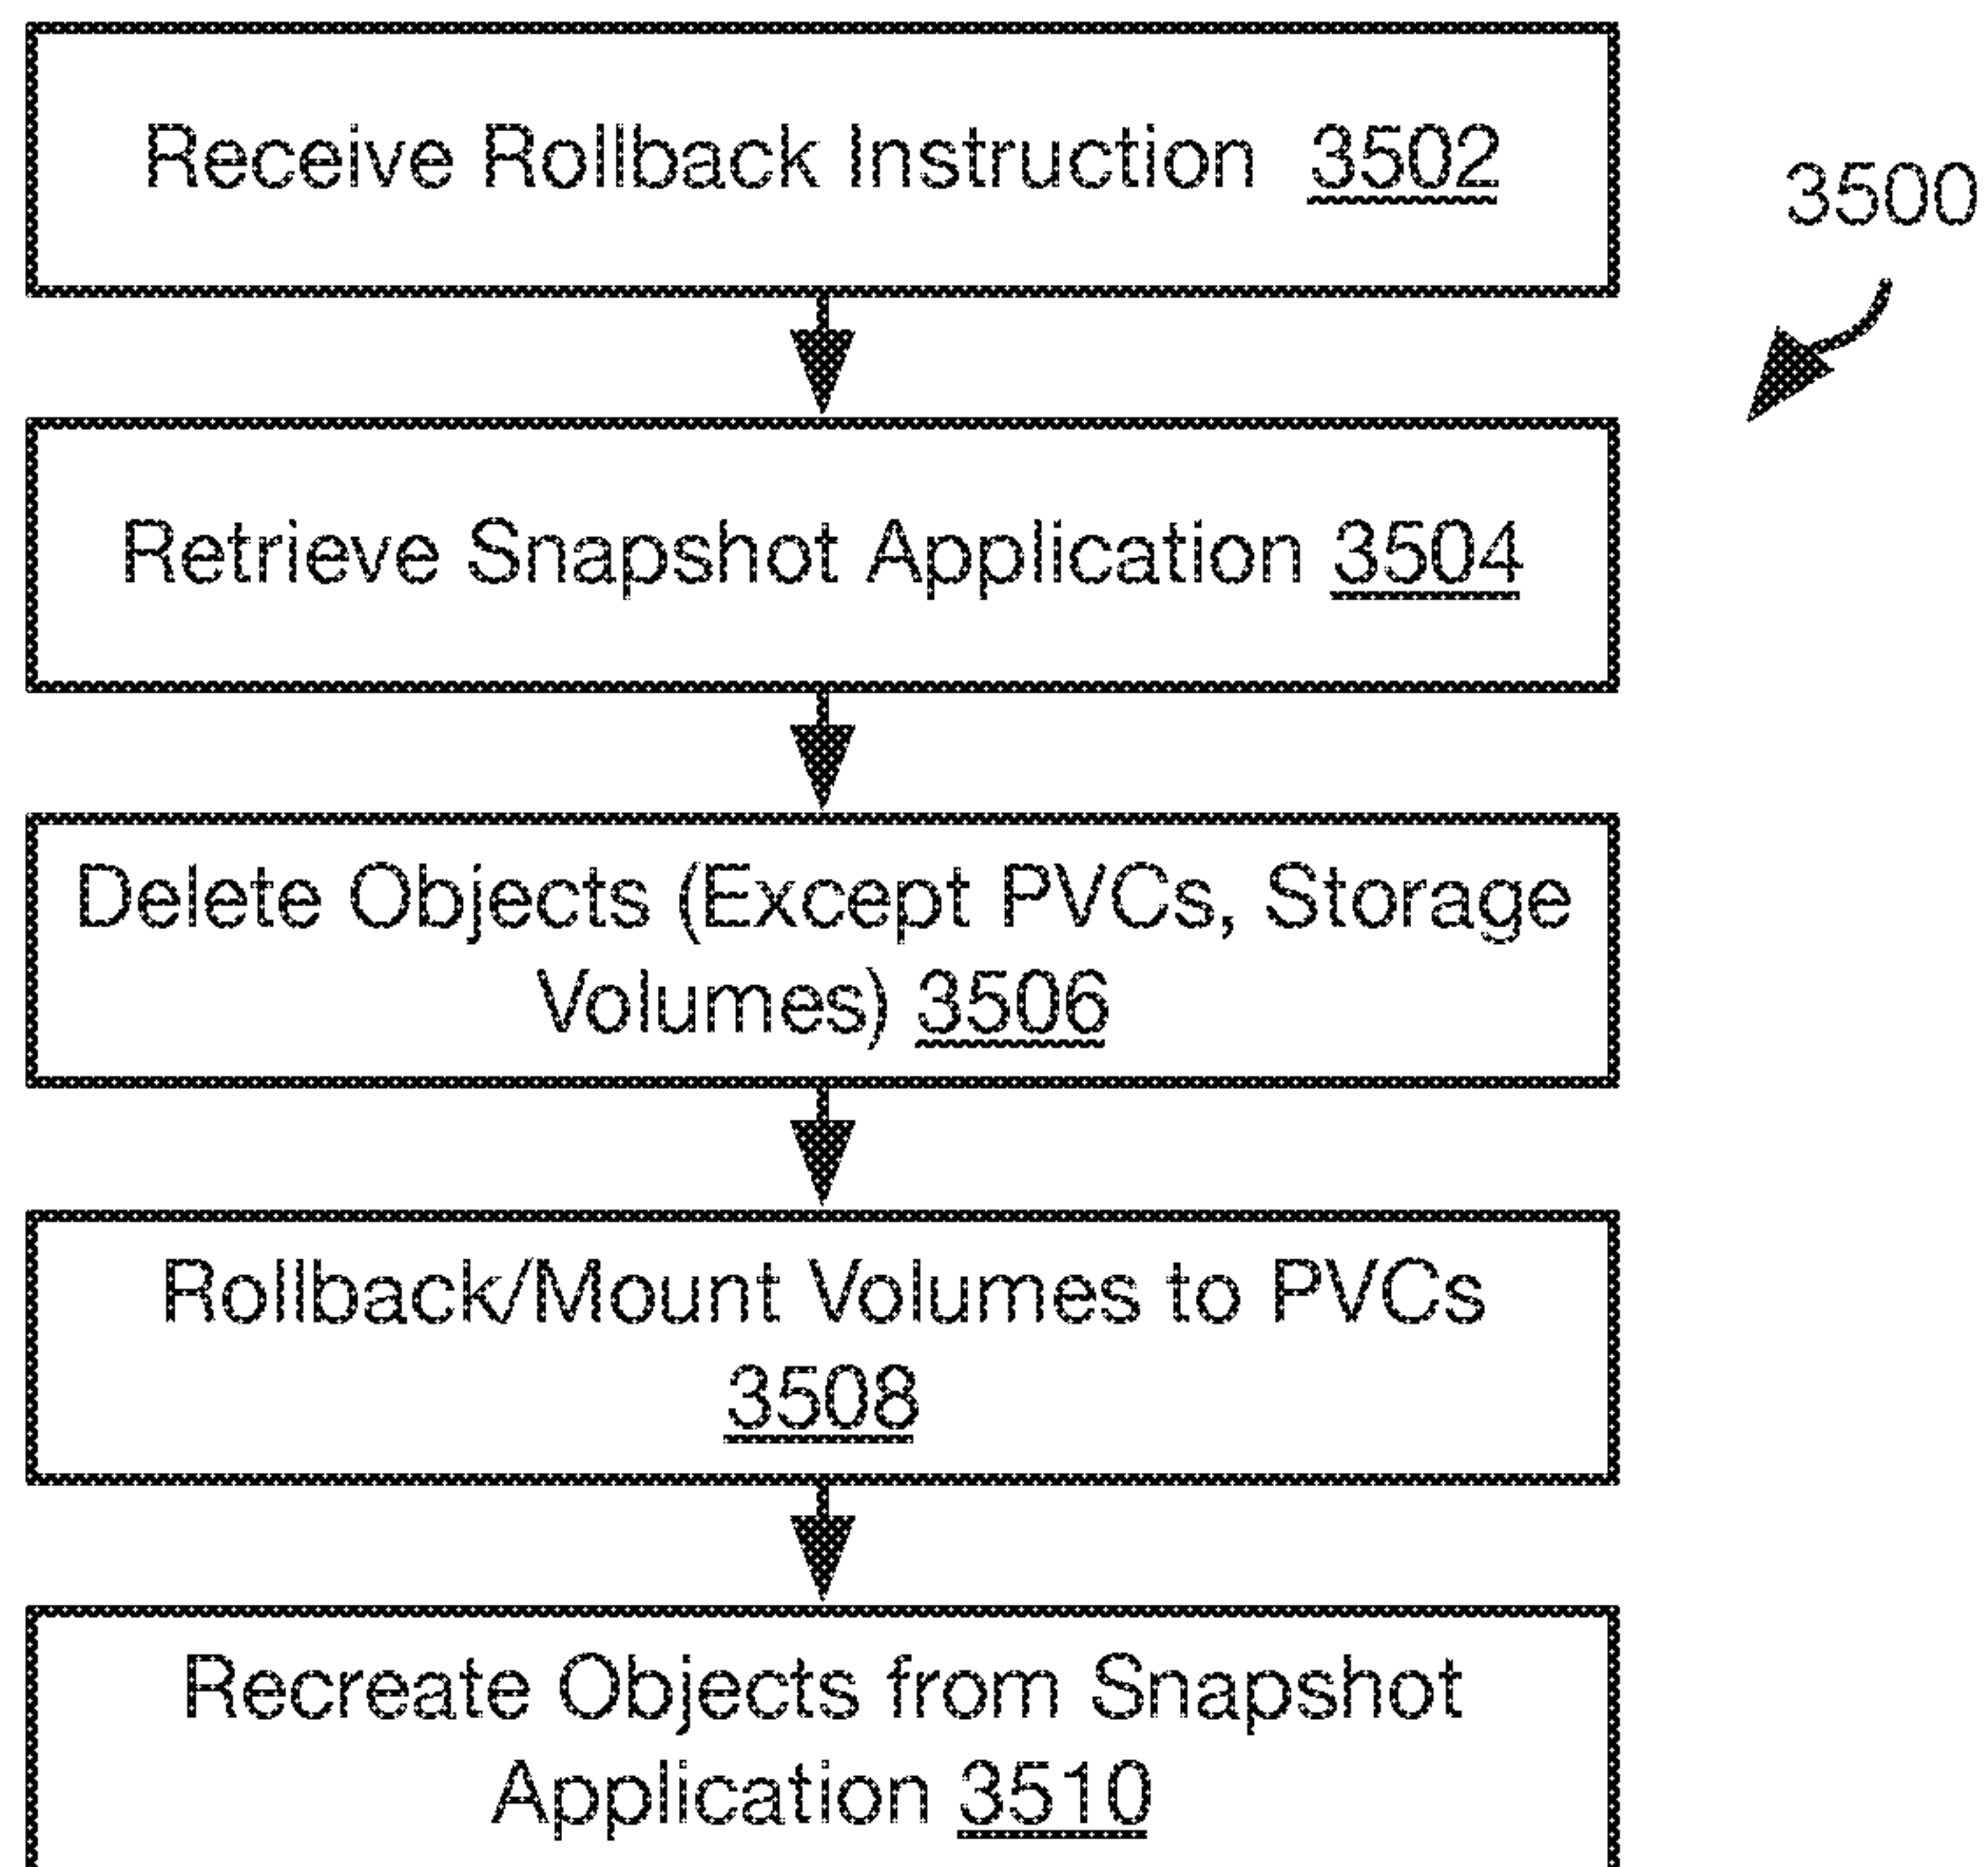 Receive Rollback Instruction 3502
3500
Retrieve Snapshot Application 3504
Delete Objects (Except PVCs, Storage
Volumes) 3506
Rollback/Mount Volumes to PVCs
3508
Recreate Objects from Snapshot
Application 3510